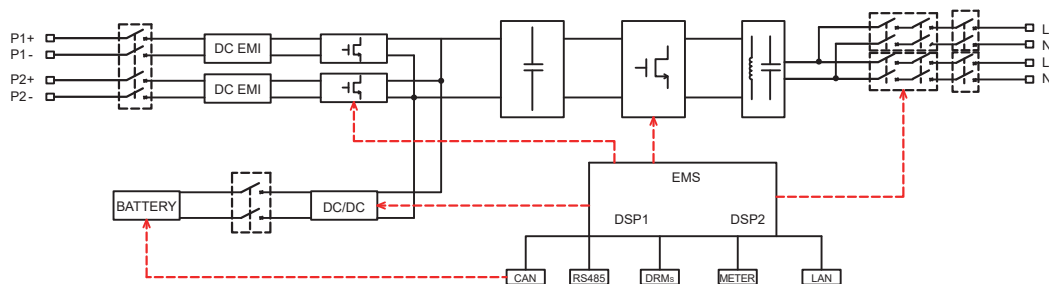 P1+
P1-
P2+
P2-
DC EMI
DC EMI
L
N
L
N
BATTERY
DC/DC
EMS
DSP1 DSP2
CAN RS485 DRMs METER LAN